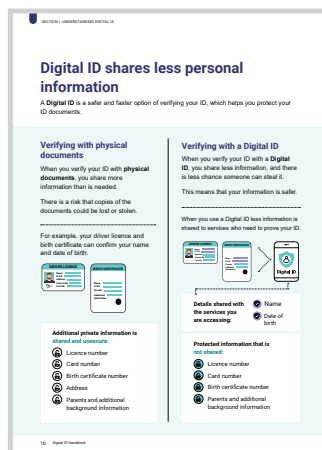 SECTION 1 UNDERSTANDING DIGITAL ID
Digital ID shares less personal
information
A Digital ID is a safer and faster option of verifying your ID, which helps you protect your
ID documents.
Verifying with physical
documents
When you verify your ID with physical
documents, you share more
information than is needed.
There is a risk that copies of the
documents could be lost or stolen.
For example, your driver licence and
birth certificate can confirm your name
and date of birth.
DRIVER LICENCE
BIRTH CERTIFICATE
Additional private information is
shared and unsecure:
Licence number
Card number
Birth certificate number
Address
Parents and additional
background information
Verifying with a Digital ID
When you verify your ID with a Digital
ID, you share less information, and there
is less chance someone can steal it.
This means that your information is safer.
When you use a Digital ID less information is
shared to services who need to prove your ID.
DRIVER LICENCE
BIRTH CERTIFICATE
Digital ID
Details shared with
the services you
are accessing:
Name
Date of
birth
Protected information that is
not shared:
Licence number
Card number
Birth certificate number
Parents and additional
background information
10 Digital ID Handbook